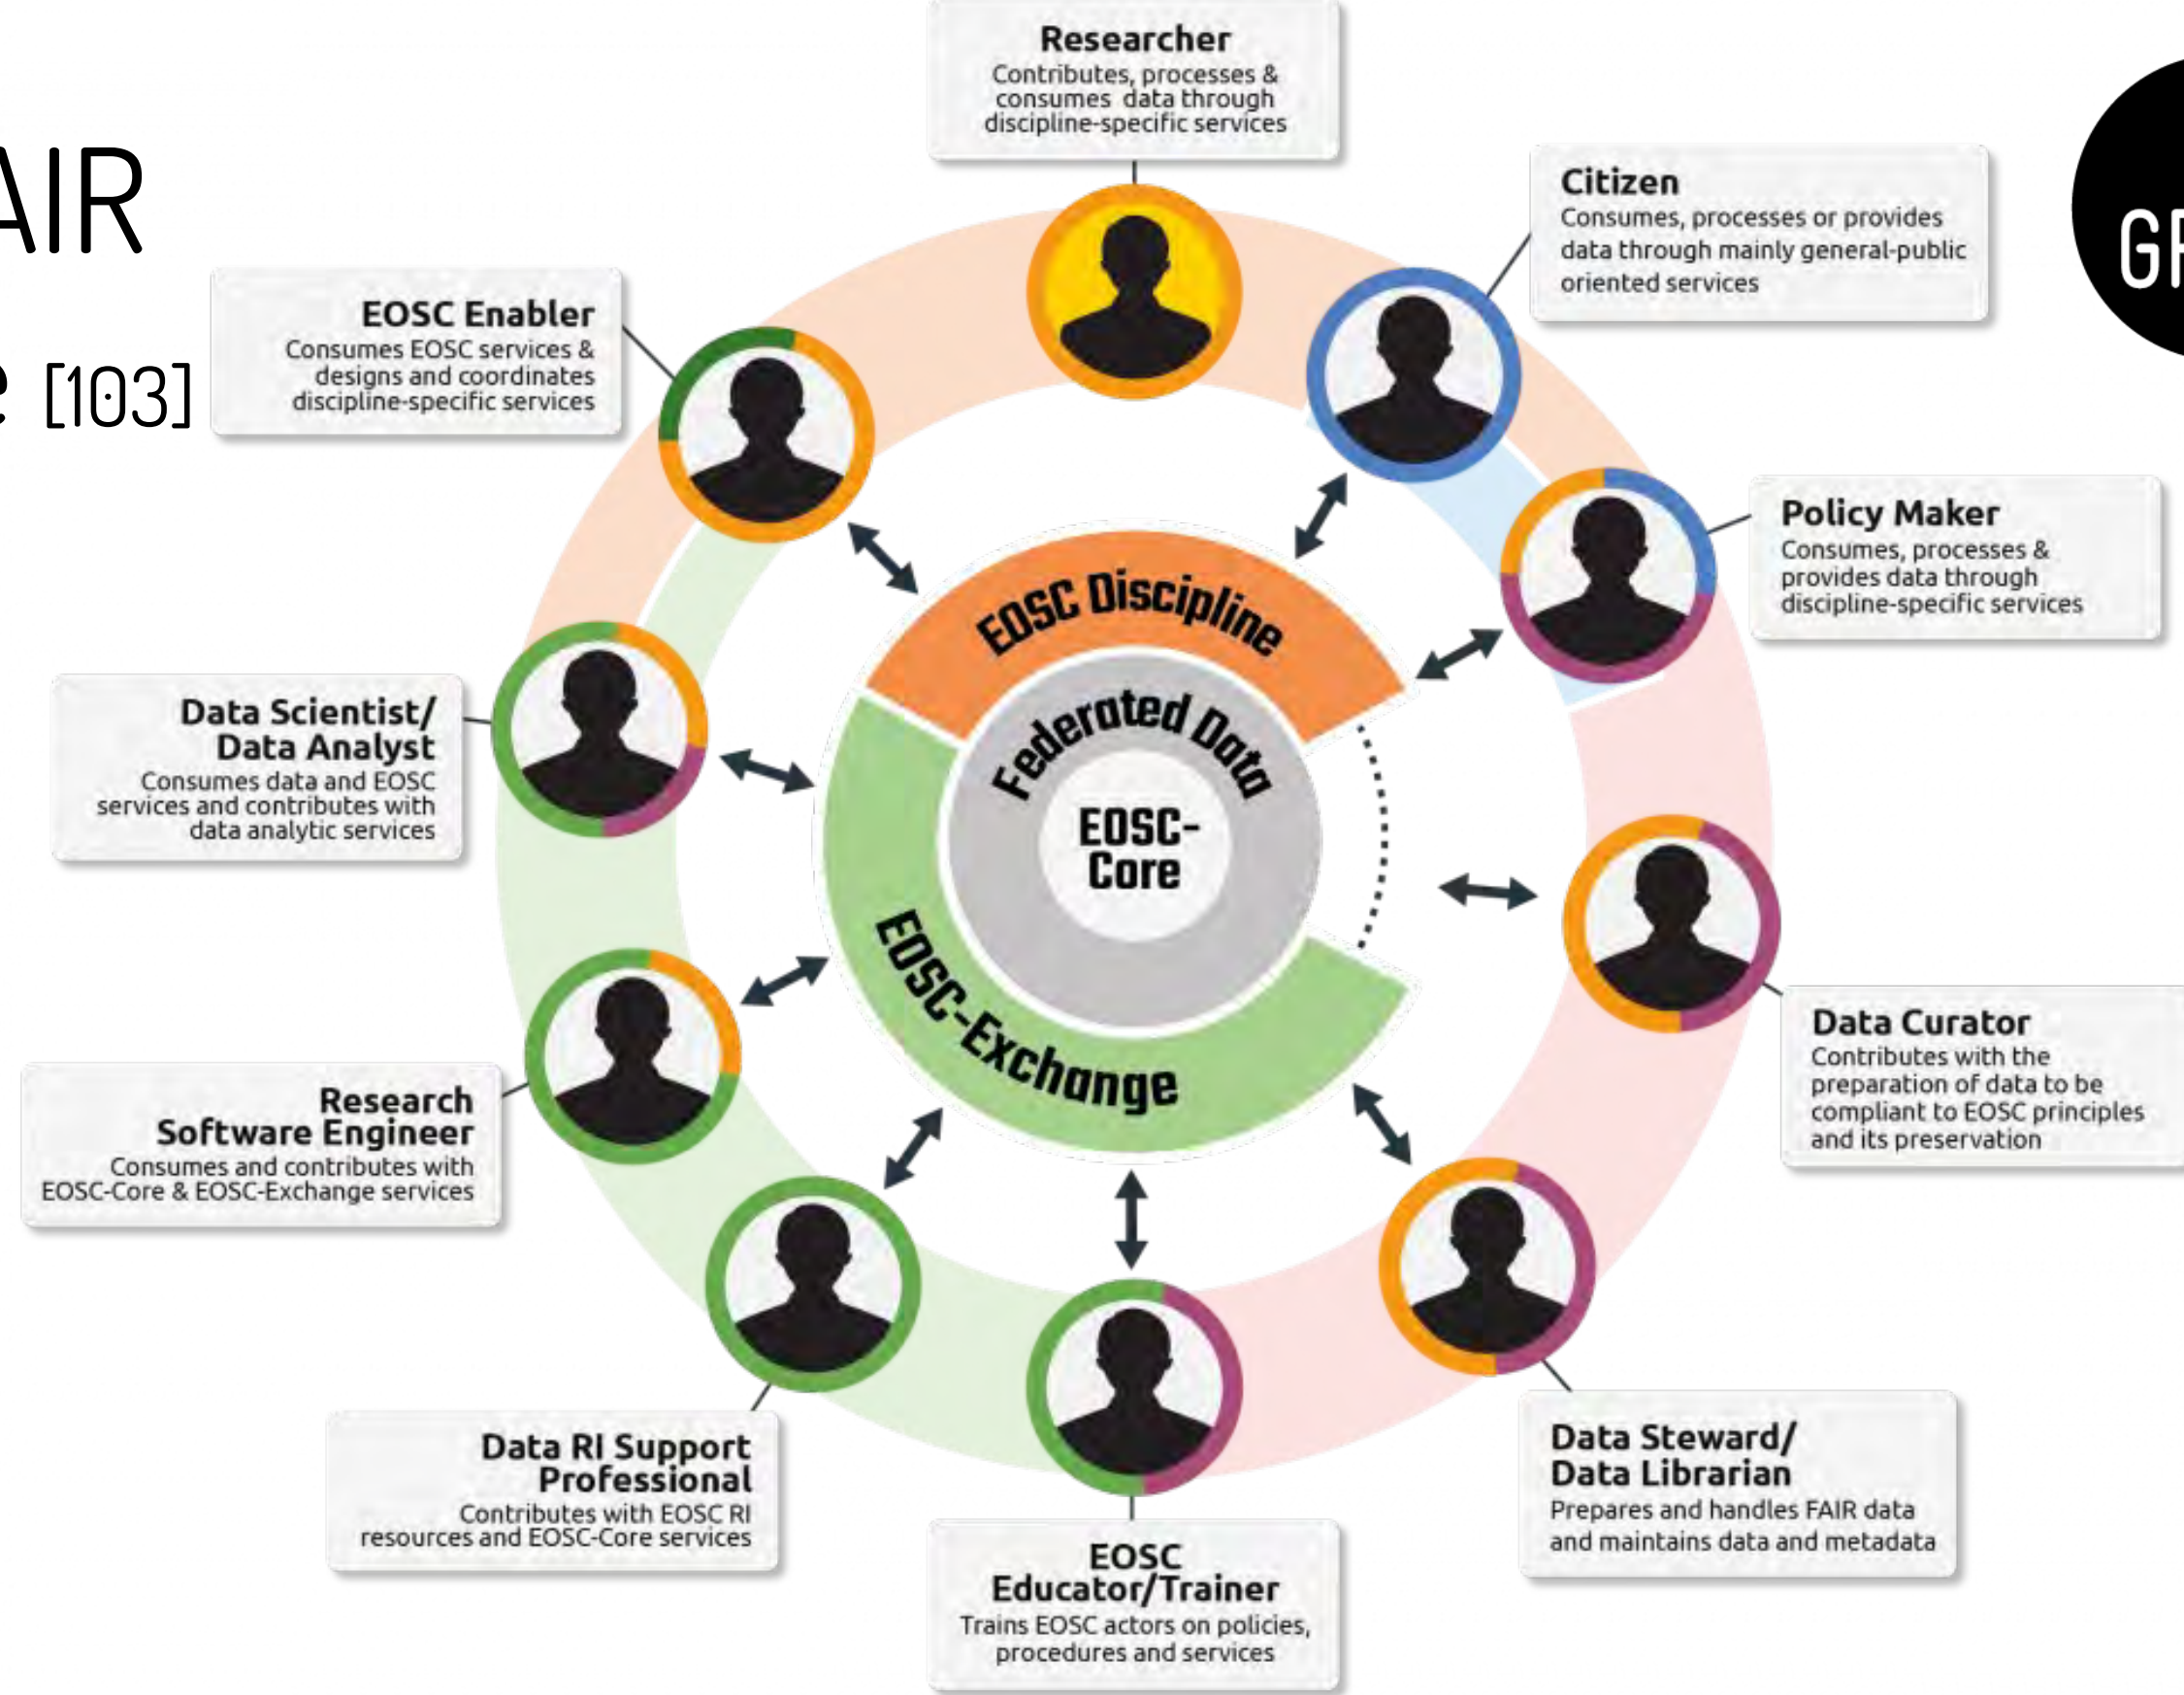 AIR
[103]
Researcher
Contributes, processes &
consumes data through
discipline-specific services
Citizen
Consumes, processes or provides
data through mainly general-public
oriented services
EOSC Enabler
Consumes EOSC services &
designs and coordinates
discipline-specific services
Policy Maker
Consumes, processes &
provides data through
discipline-specific services
Data Scientist/
Data Analyst
Consumes data and EOSC
services and contributes with
data analytic services
EOSC Discipline
Federated Data
EOSC-
Core
EOSC-Exchange
Data Curator
Contributes with the
preparation of data to be
compliant to EOSC principles
and its preservation
Research
Software Engineer
Consumes and contributes with
EOSC-Core & EOSC-Exchange services
Data RI Support
Professional
Contributes with EOSC RI
resources and EOSC-Core services
EOSC
Educator/Trainer
Trains EOSC actors on policies,
procedures and services
Data Steward/
Data Librarian
Prepares and handles FAIR data
and maintains data and metadata